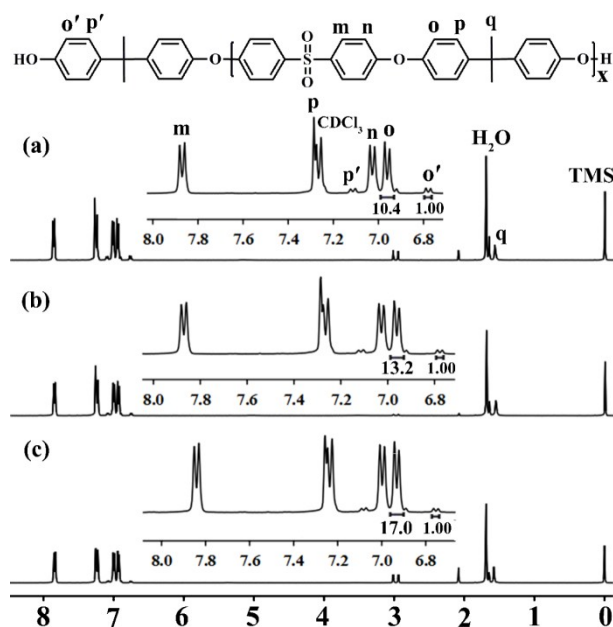 o′ p′ m n o p q
HO O S O O O O O H
x
(a)
m
p
CDCl3
n o
p′
o′
10.4 1.00
8.0 7.8 7.6 7.4 7.2 7.0 6.8
H2O
q
TMS
(b)
13.2 1.00
8.0 7.8 7.6 7.4 7.2 7.0 6.8
(c)
17.0 1.00
8.0 7.8 7.6 7.4 7.2 7.0 6.8
8 7 6 5 4 3 2 1 0